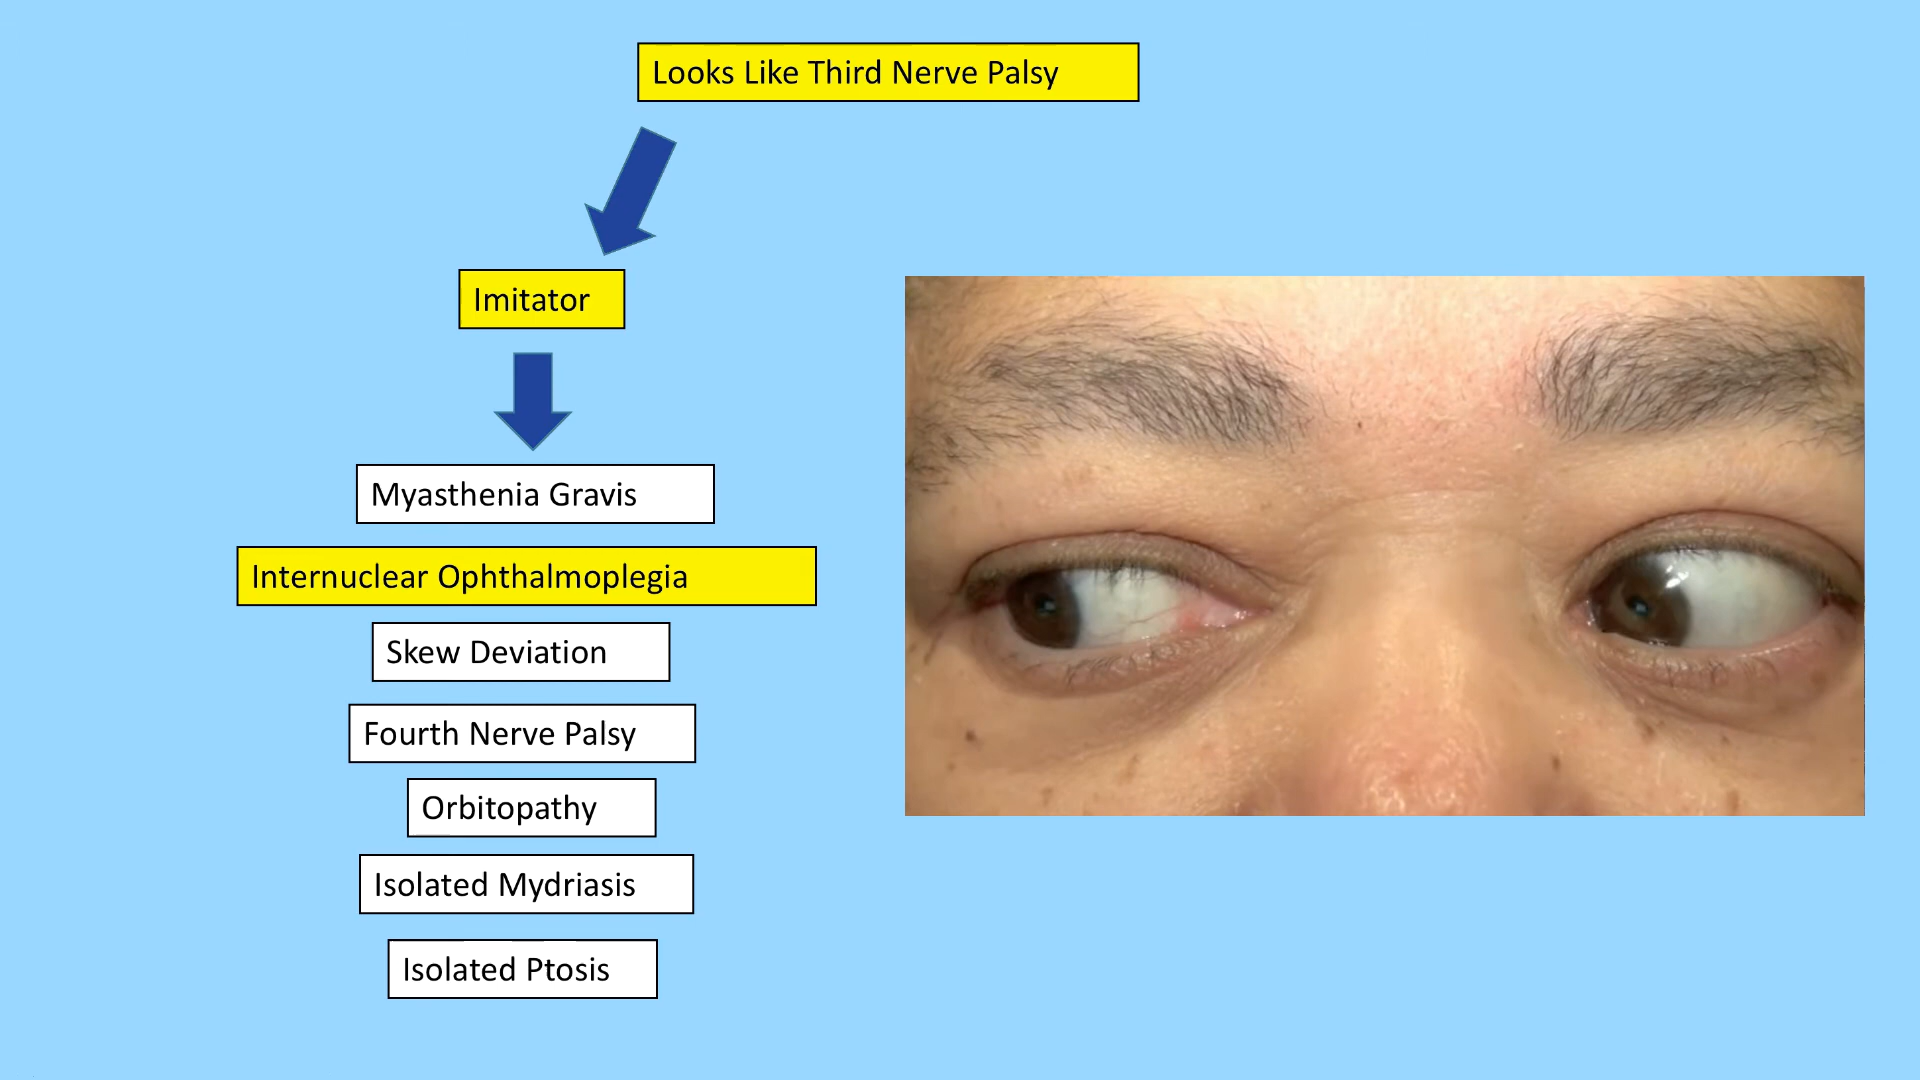 Looks Like Third Nerve Palsy
Imitator
Myasthenia Gravis
Internuclear Ophthalmoplegia
Skew Deviation
Fourth Nerve Palsy
Orbitopathy
Isolated Mydriasis
Isolated Ptosis